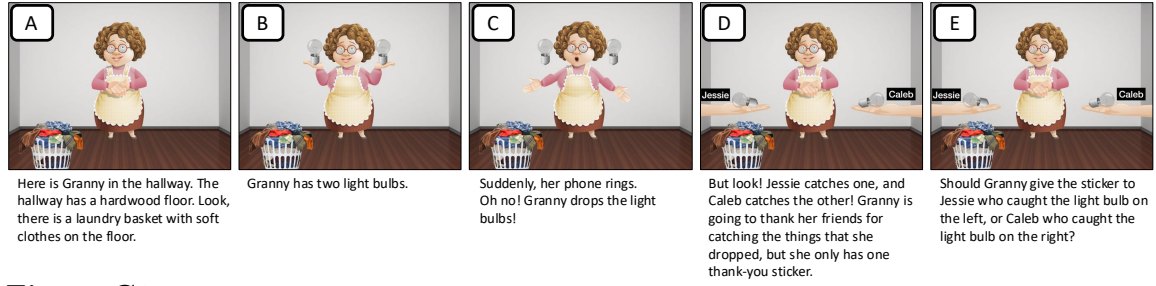 A
B
C
D
E
Jessie
Caleb
Jessie
Caleb
Here is Granny in the hallway. The
hallway has a hardwood floor. Look,
there is a laundry basket with soft
clothes on the floor.
Granny has two light bulbs.
Suddenly, her phone rings.
Oh no! Granny drops the light
bulbs!
But look! Jessie catches one, and
Caleb catches the other! Granny is
going to thank her friends for
catching the things that she
dropped, but she only has one
thank-you sticker.
Should Granny give the sticker to
Jessie who caught the light bulb on
the left, or Caleb who caught the
light bulb on the right?